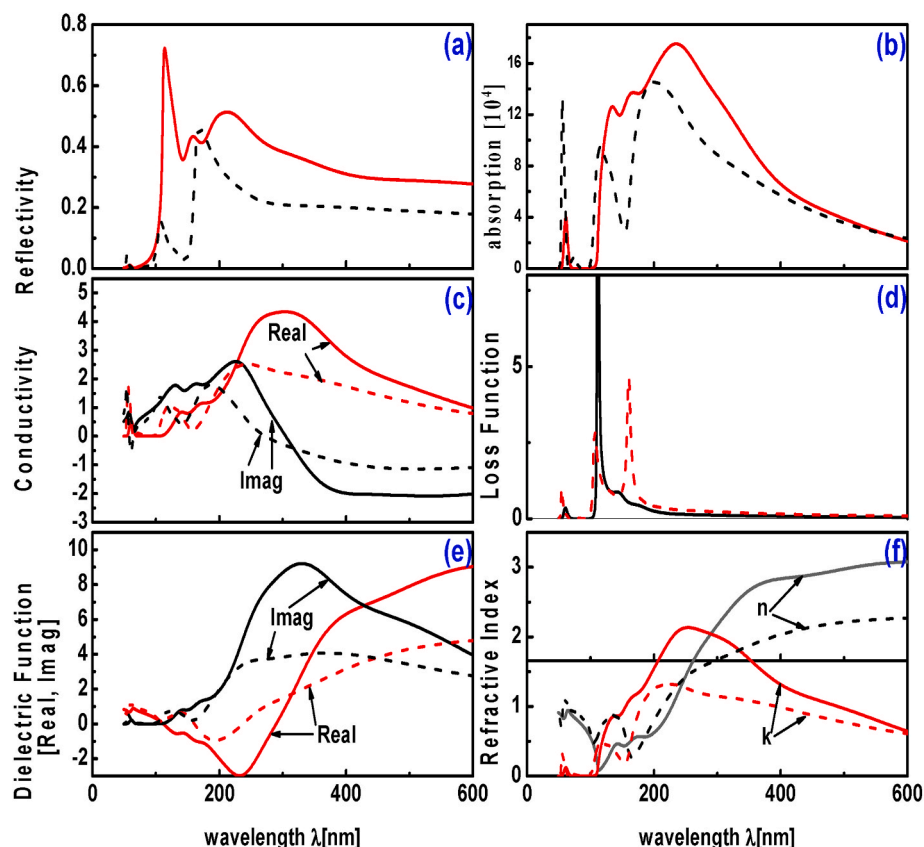 Reflectivity
0.8
0.6
0.4
0.2
0.0
(a)
absorption [10⁴]
16
12
8
4
0
(b)
Conductivity
5
4
3
2
1
0
-1
-2
-3
(c)
Real
Imag
Loss Function
5
0
(d)
Dielectric Function
[Real, Imag]
10
8
6
4
2
0
-2
(e)
Imag
Real
0
200
400
600
wavelength λ[nm]
Refractive Index
3
2
1
0
(f)
n
k
0
200
400
600
wavelength λ[nm]